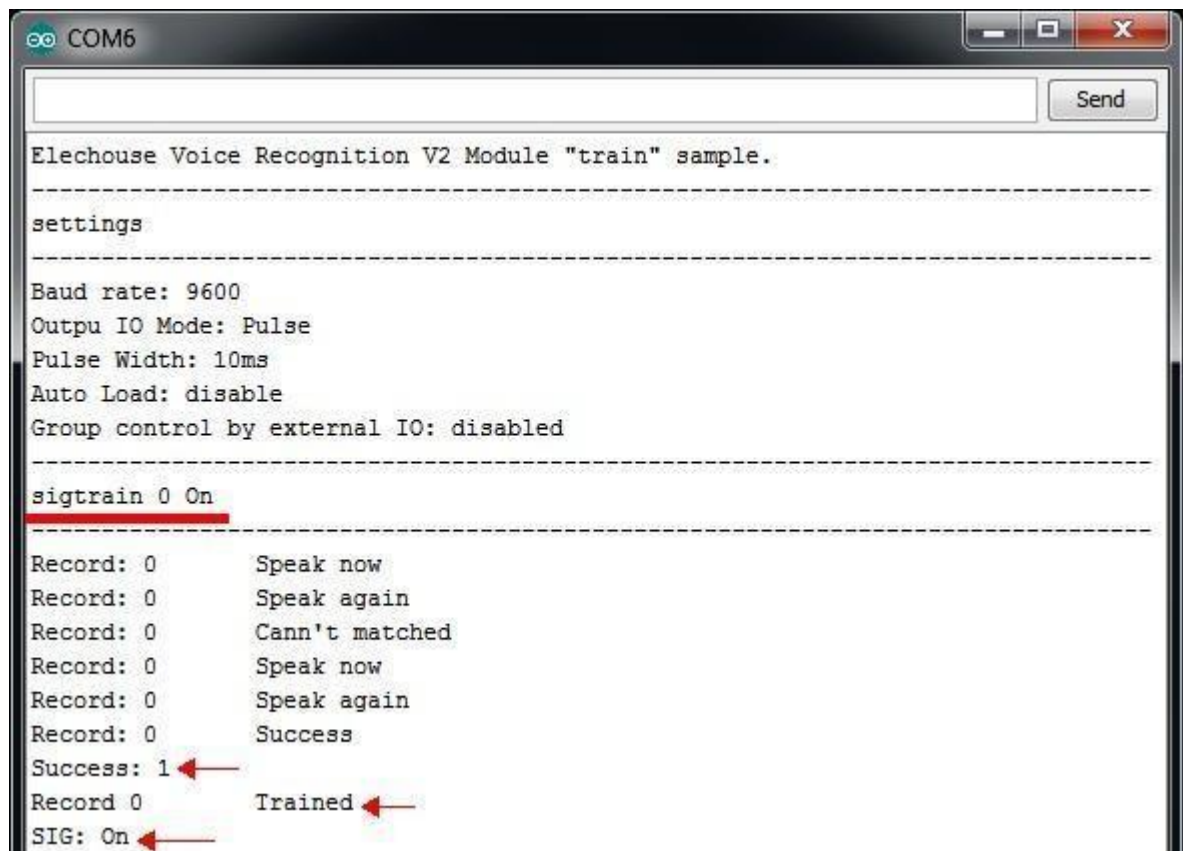 COM6
Send
Elechouse Voice Recognition V2 Module "train" sample.
--------------------------------------------------------------------------------
settings
--------------------------------------------------------------------------------
Baud rate: 9600
Outpu IO Mode: Pulse
Pulse Width: 10ms
Auto Load: disable
Group control by external IO: disabled
--------------------------------------------------------------------------------
sigtrain 0 On
--------------------------------------------------------------------------------
Record: 0 Speak now
Record: 0 Speak again
Record: 0 Cann't matched
Record: 0 Speak now
Record: 0 Speak again
Record: 0 Success
Success: 1
Record 0 Trained
SIG: On